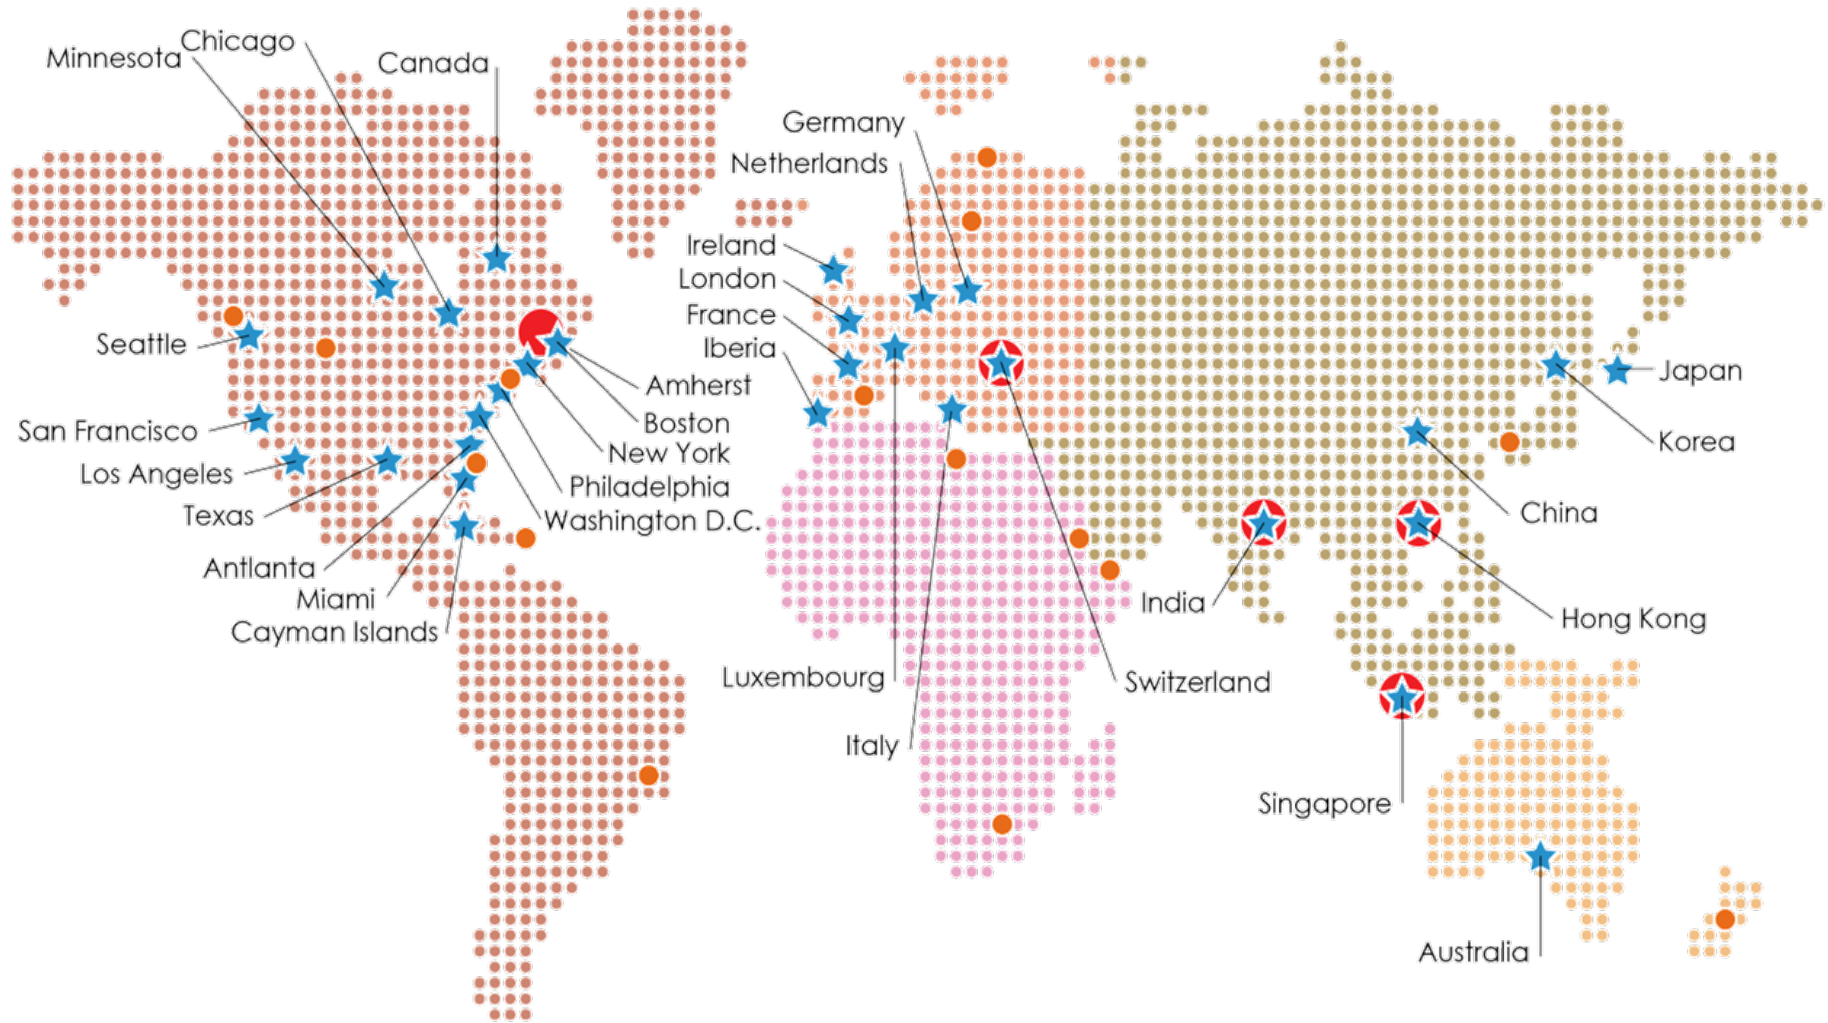 Chicago
Minnesota
Canada
Germany
Netherlands
Ireland
London
France
Iberia
Seattle
San Francisco
Los Angeles
Texas
Antlanta
Miami
Cayman Islands
Amherst
Boston
New York
Philadelphia
Washington D.C.
Luxembourg
Italy
Switzerland
India
Singapore
Hong Kong
China
Korea
Japan
Australia